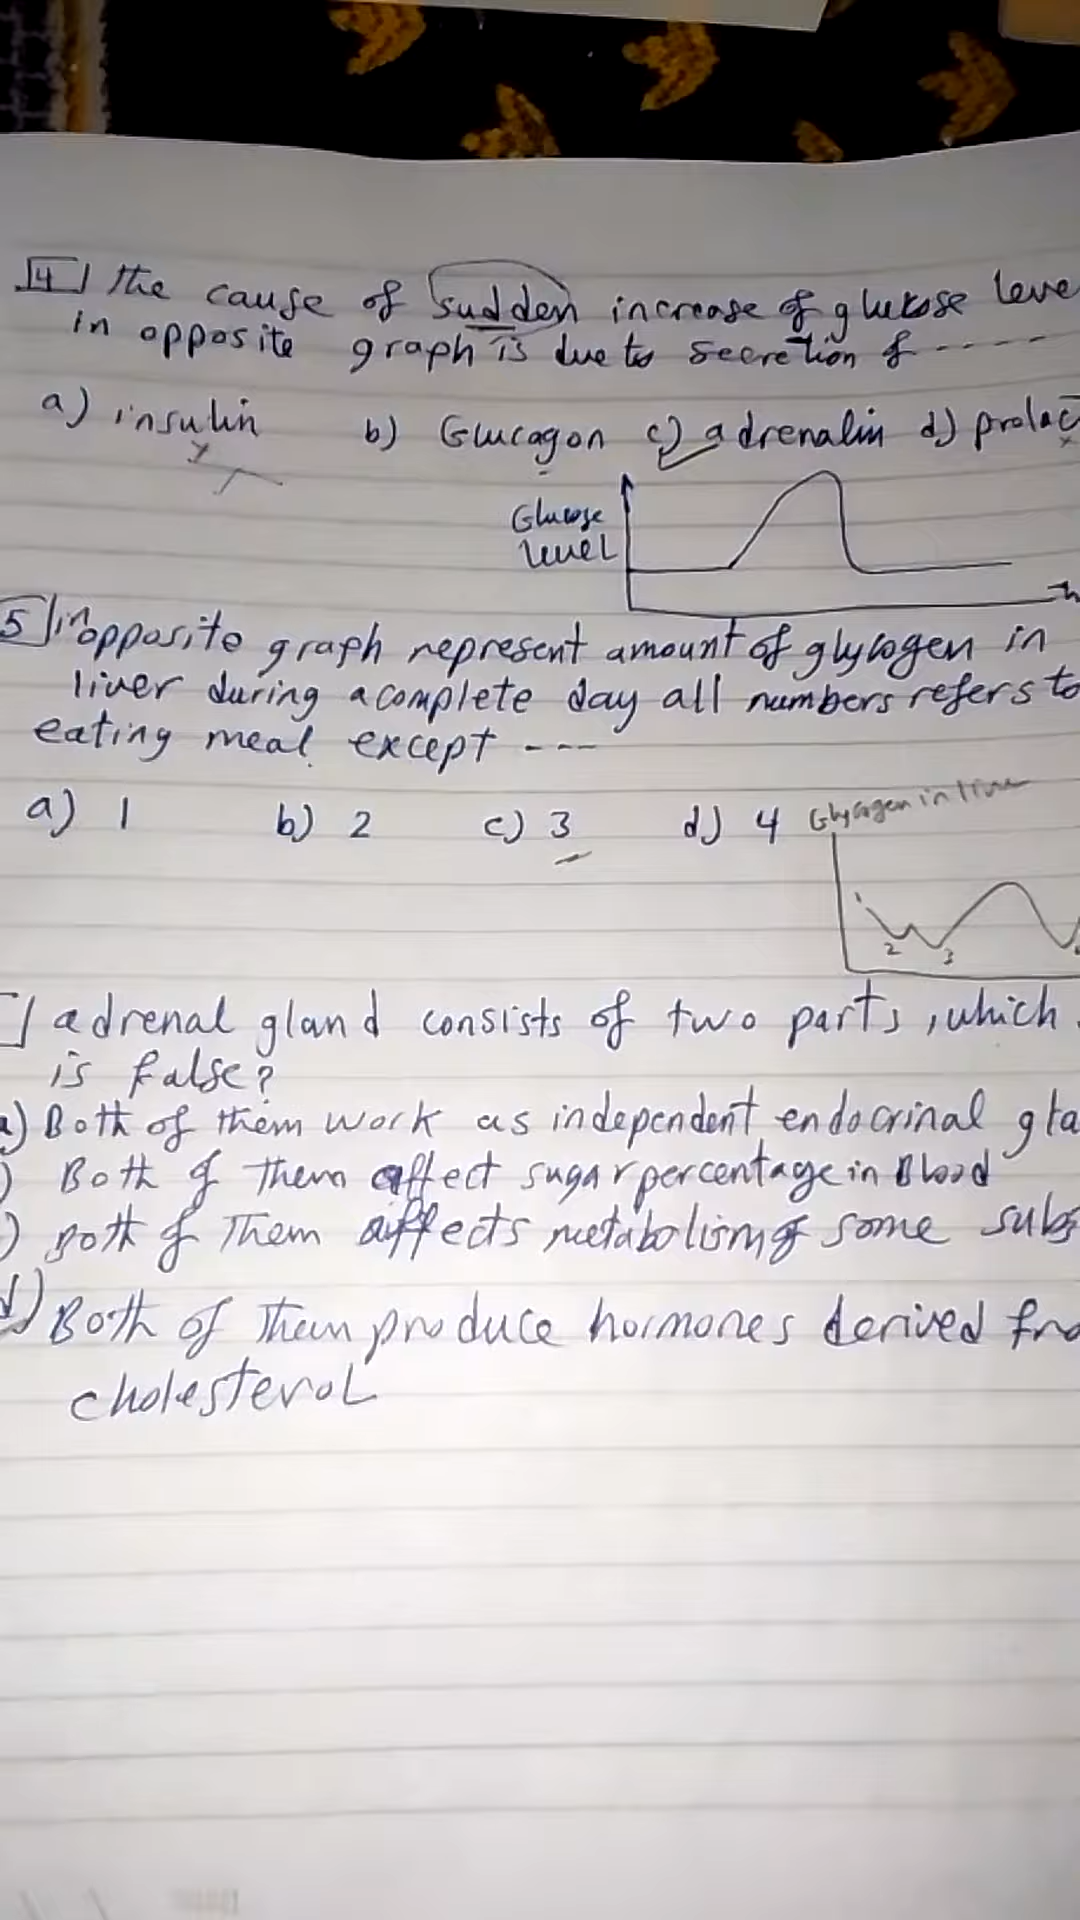 4 the cause of sudden increase of glukose leve
in opposite graph is due to secretion of -----
a) insulin b) Glucagon c) adrenalin d) prolac
Glucose
level
5 in opposite graph represent amount of glycogen in
liver during a complete day all numbers refers to
eating meal except ---
a) 1 b) 2 c) 3 d) 4 Glycogen in liver
1 2 3
adrenal gland consists of two parts, which
is false?
a) Both of them work as independent endocrinal gla
) Both of them affect sugar percentage in Blood
) Both of them affects metabolism of some subs
d) Both of them produce hormones derived fro
cholesterol